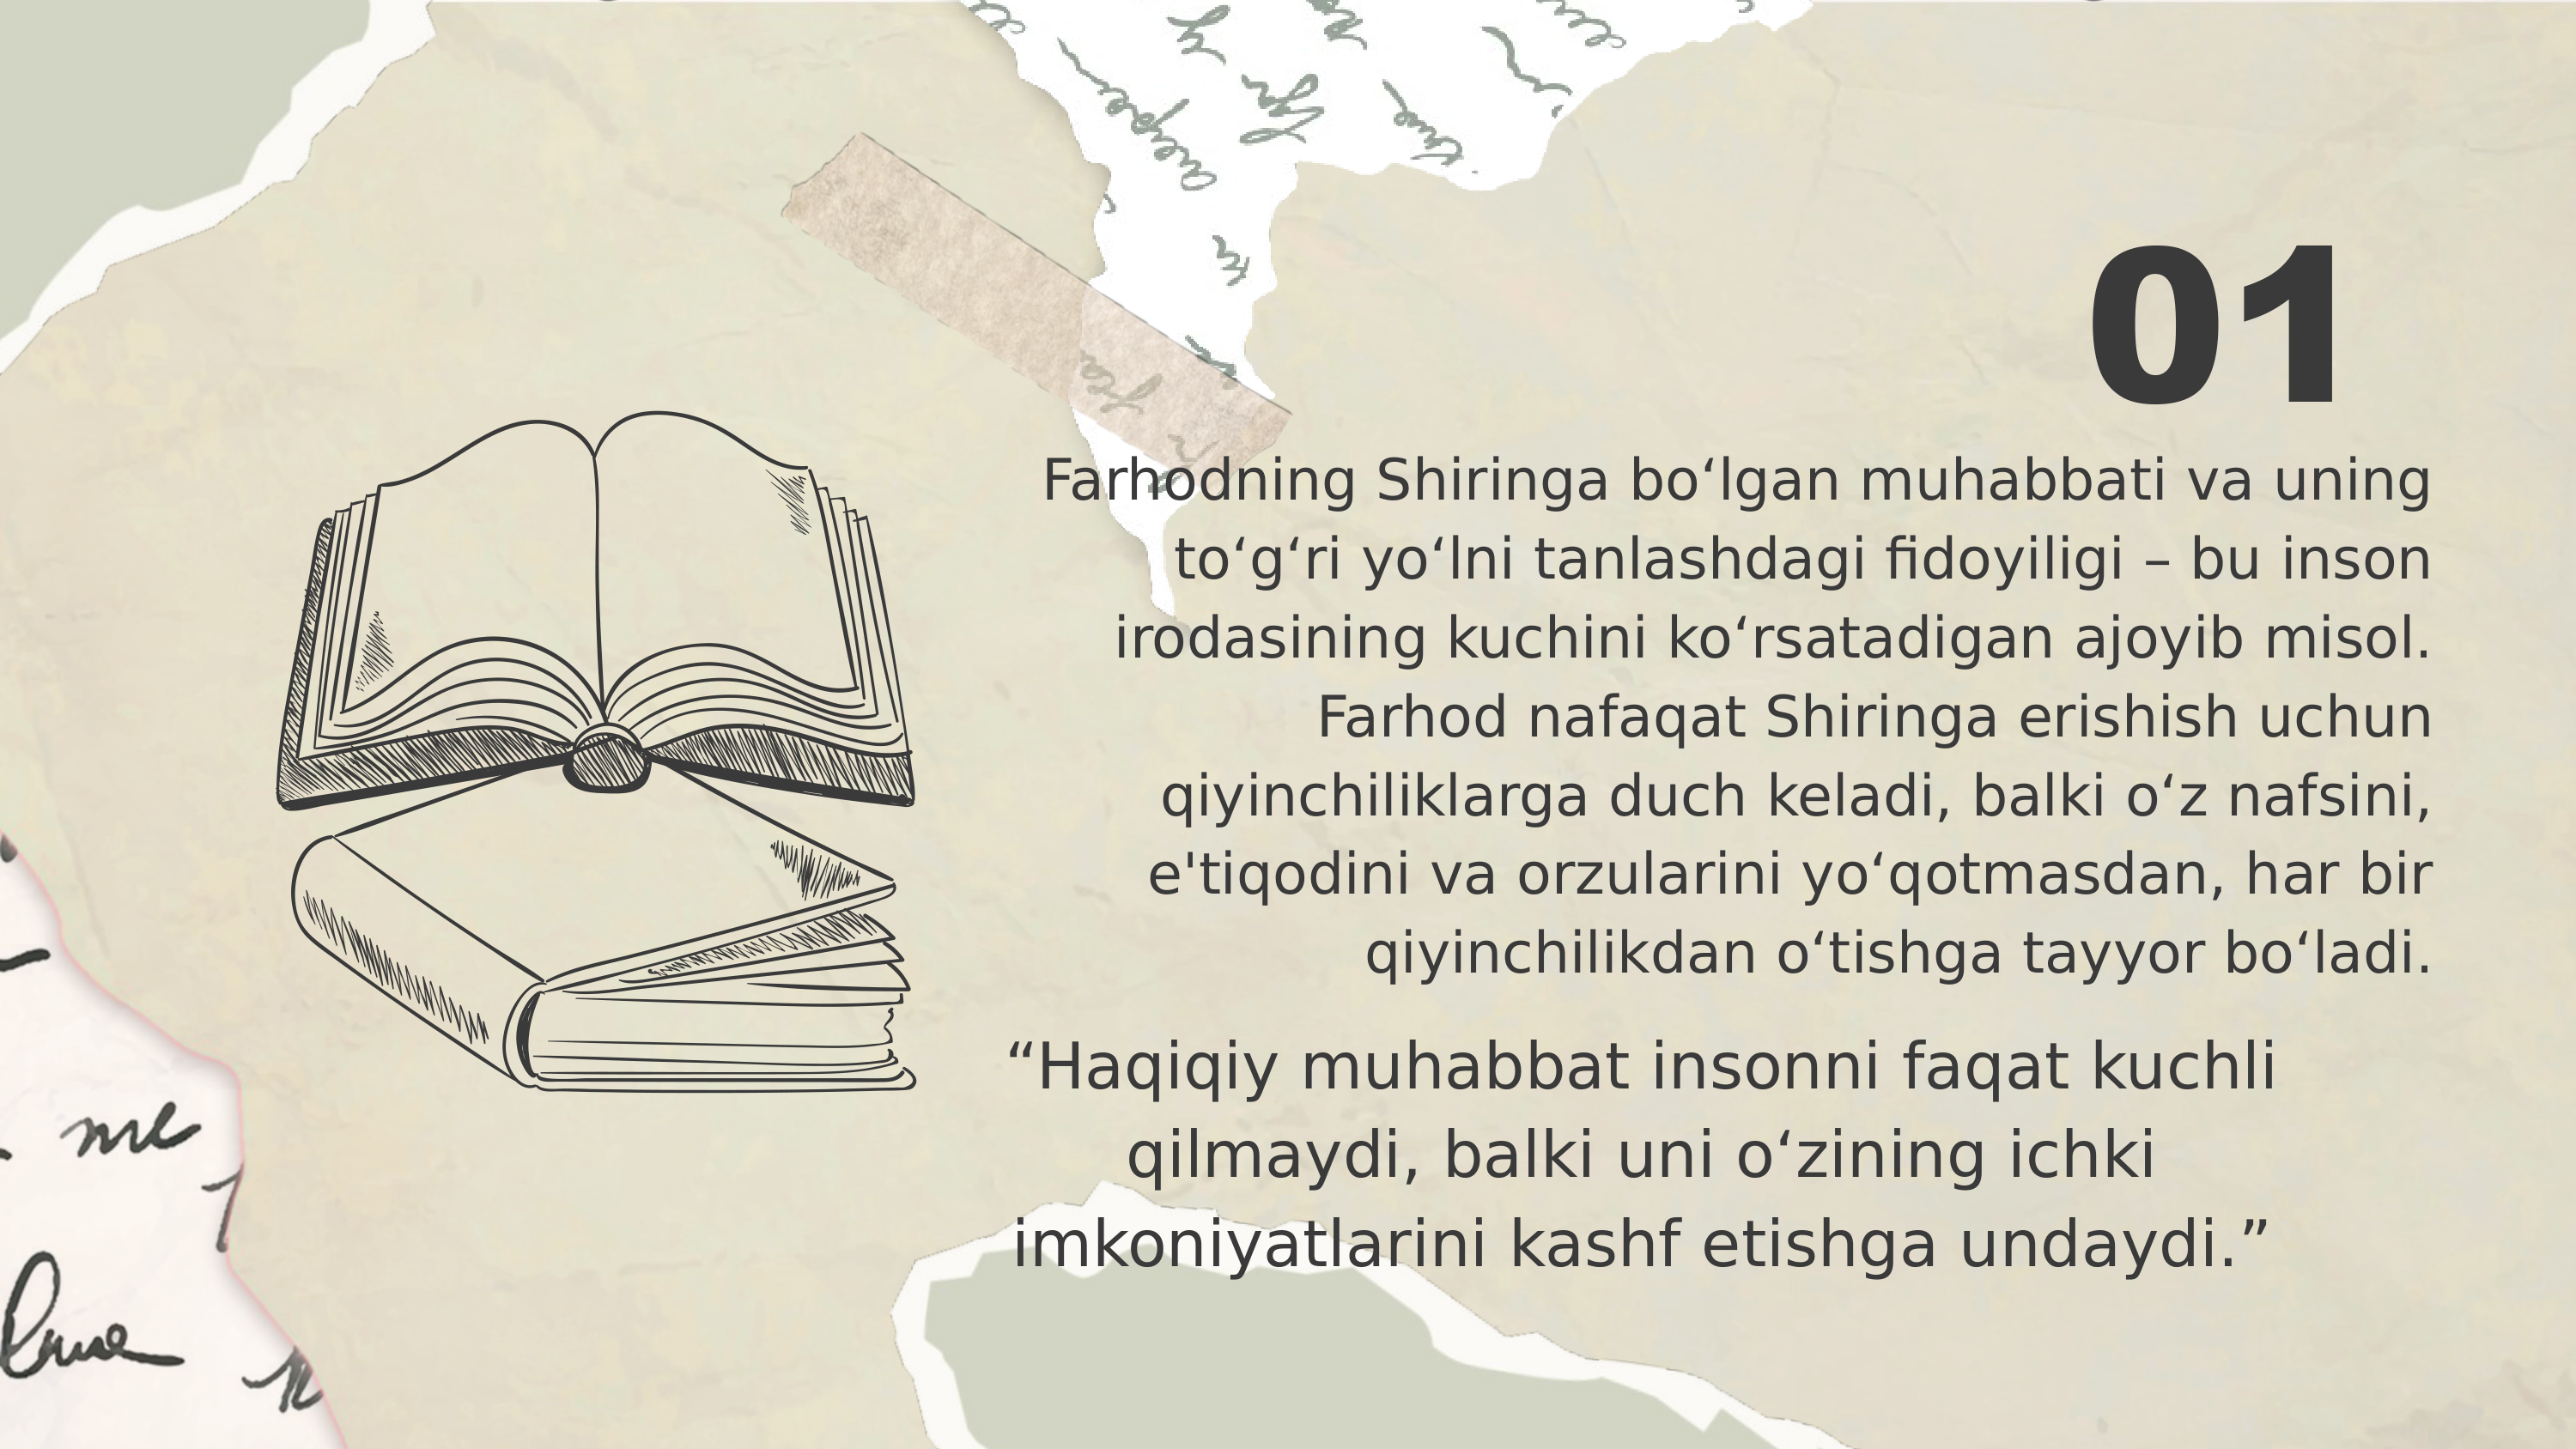 01
Farhodning Shiringa bo‘lgan muhabbati va uning
to‘g‘ri yo‘lni tanlashdagi fidoyiligi – bu inson
irodasining kuchini ko‘rsatadigan ajoyib misol.
Farhod nafaqat Shiringa erishish uchun
qiyinchiliklarga duch keladi, balki o‘z nafsini,
e'tiqodini va orzularini yo‘qotmasdan, har bir
qiyinchilikdan o‘tishga tayyor bo‘ladi.
“Haqiqiy muhabbat insonni faqat kuchli
qilmaydi, balki uni o‘zining ichki
imkoniyatlarini kashf etishga undaydi.”